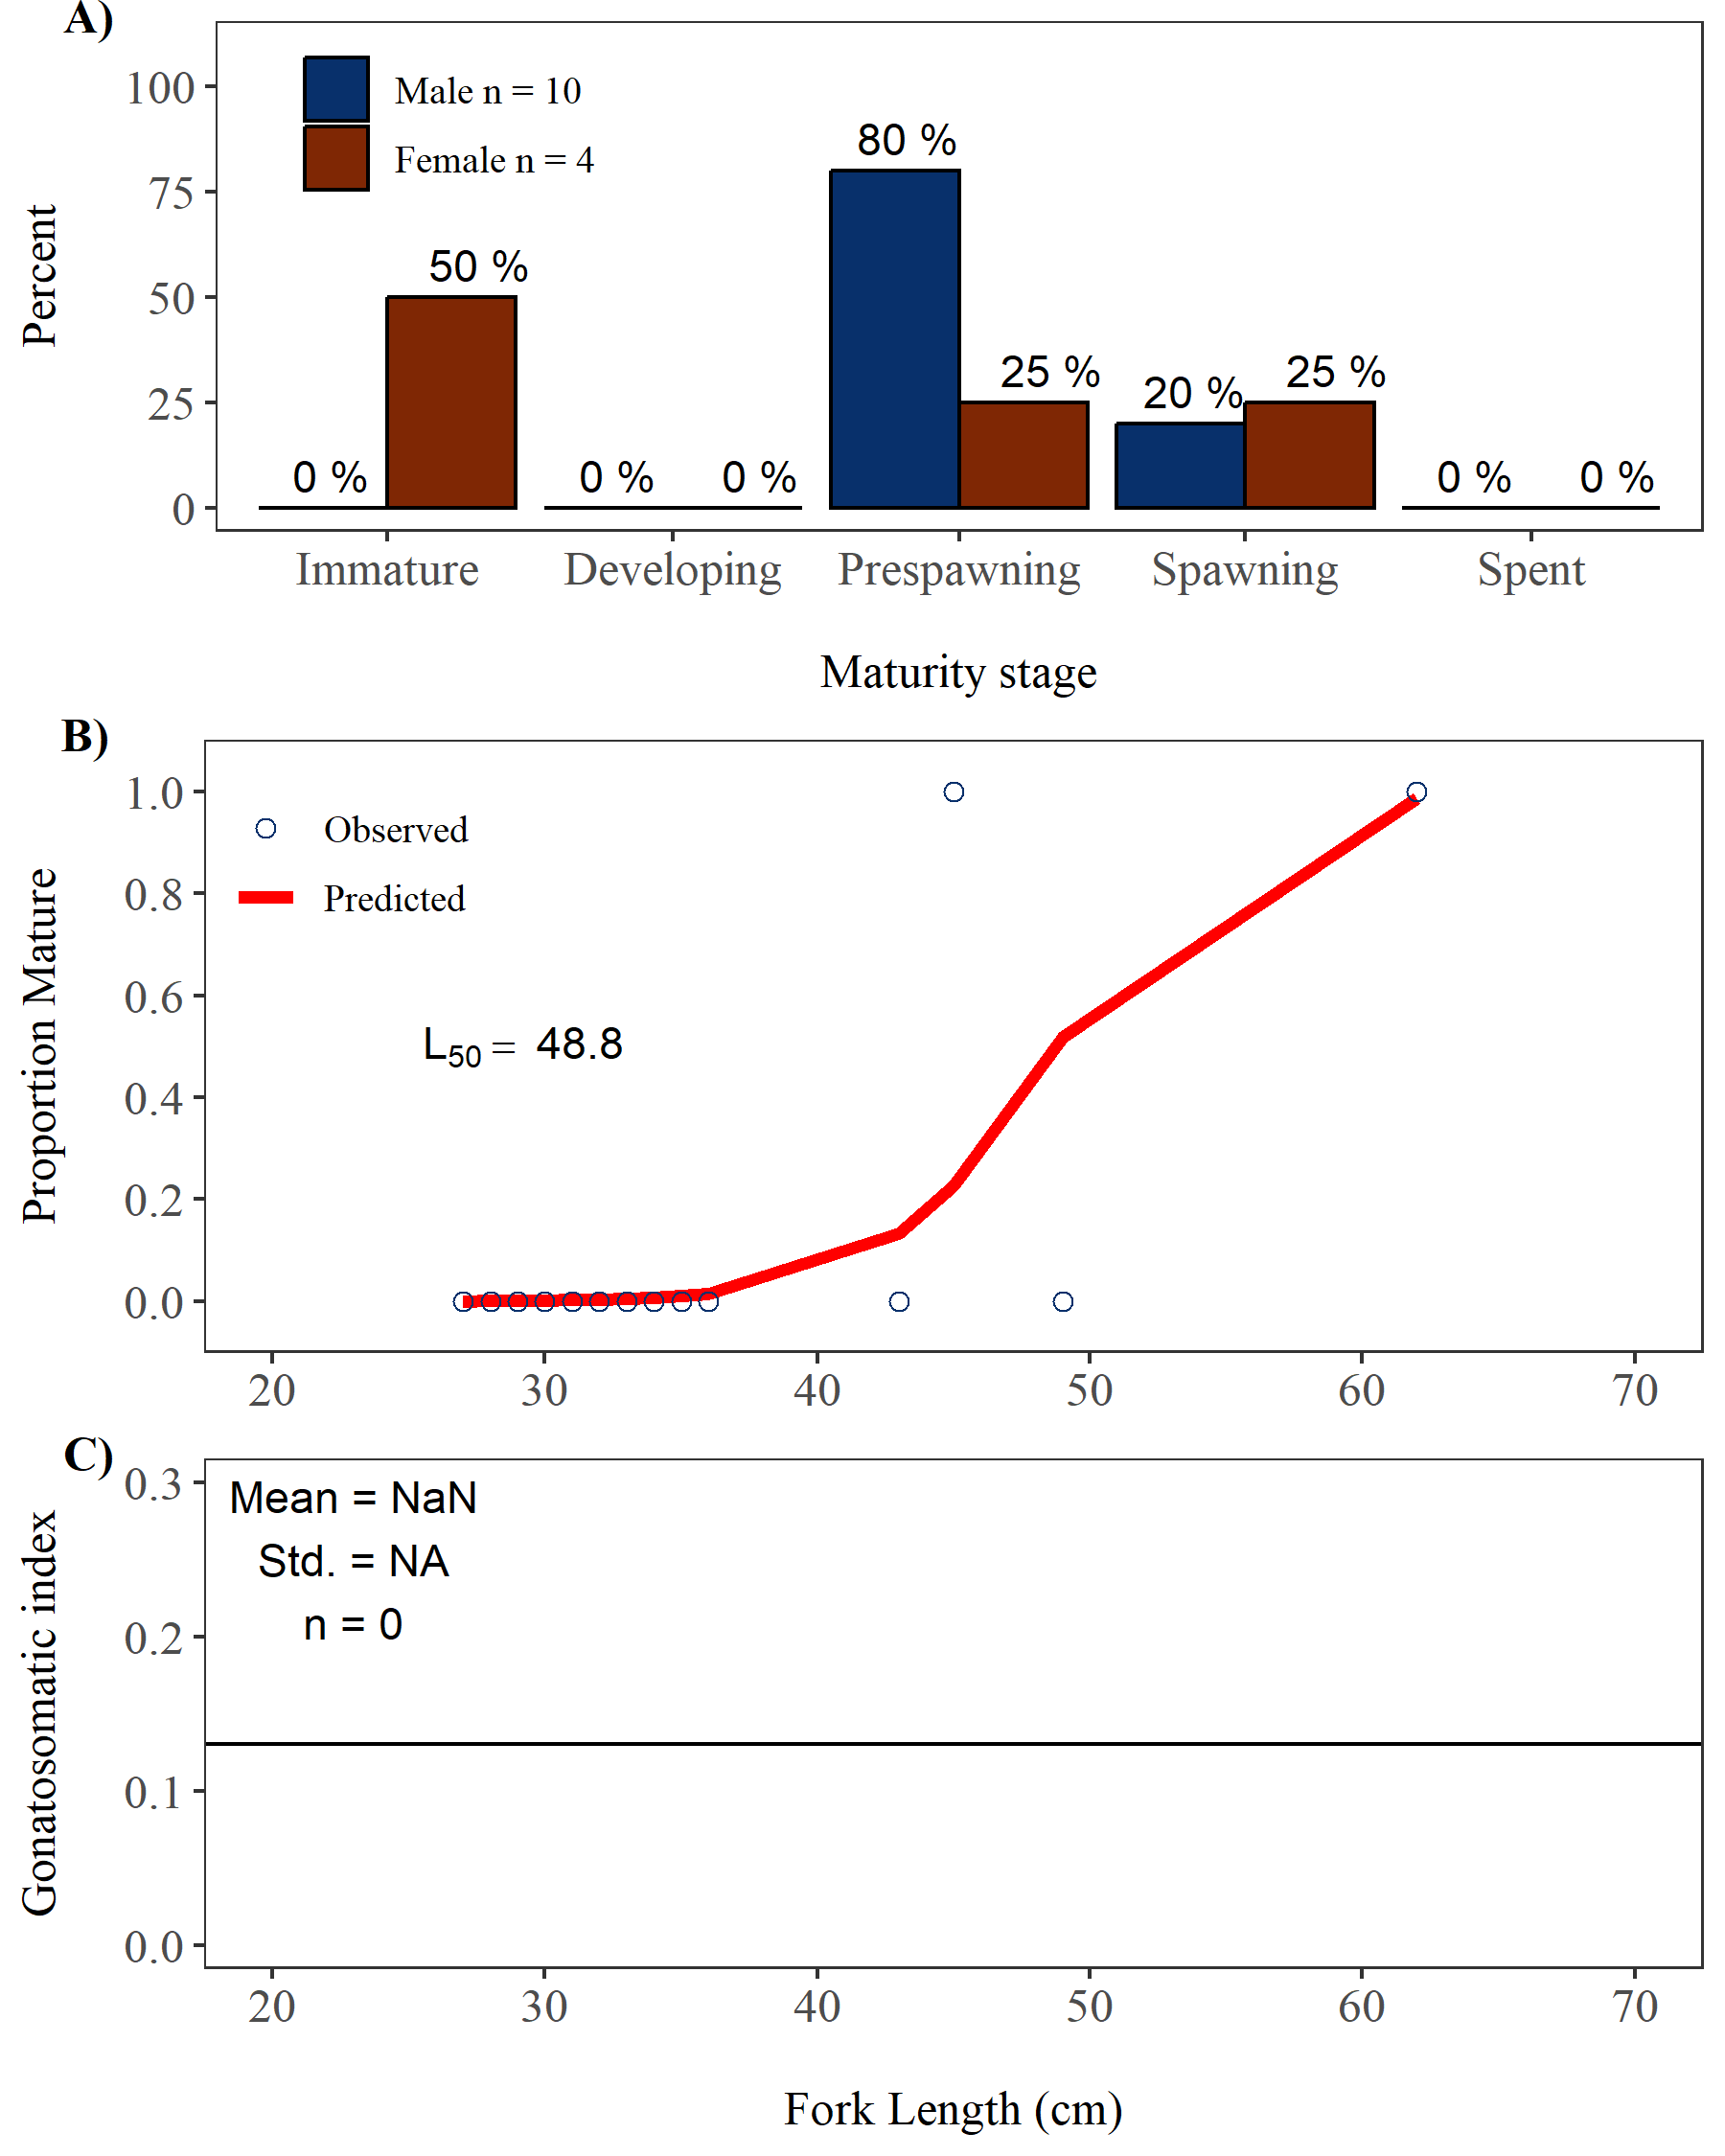 A)
Percent
100
75
50
25
0
Male n = 10
Female n = 4
0 %
50 %
0 %
0 %
80 %
25 %
20 %
25 %
0 %
0 %
Immature
Developing
Prespawning
Spawning
Spent
Maturity stage
B)
Proportion Mature
1.0
0.8
0.6
0.4
0.2
0.0
Observed
Predicted
L50 = 48.8
20
30
40
50
60
70
C)
Gonatosomatic index
0.3
0.2
0.1
0.0
Mean = NaN
Std. = NA
n = 0
20
30
40
50
60
70
Fork Length (cm)